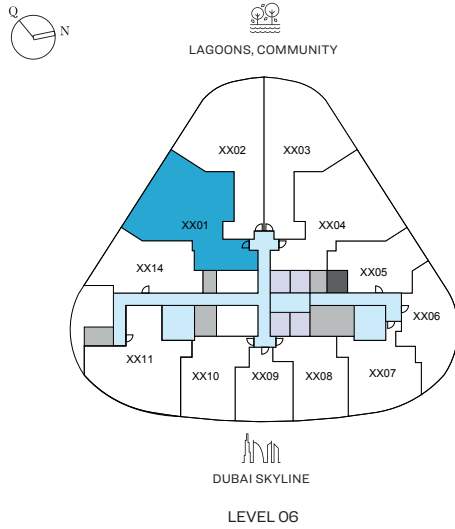 Q
N
LAGOONS, COMMUNITY
XX02
XX03
XX01
XX04
XX14
XX05
XX06
XX11
XX10
XX09
XX08
XX07
DUBAI SKYLINE
LEVEL 06